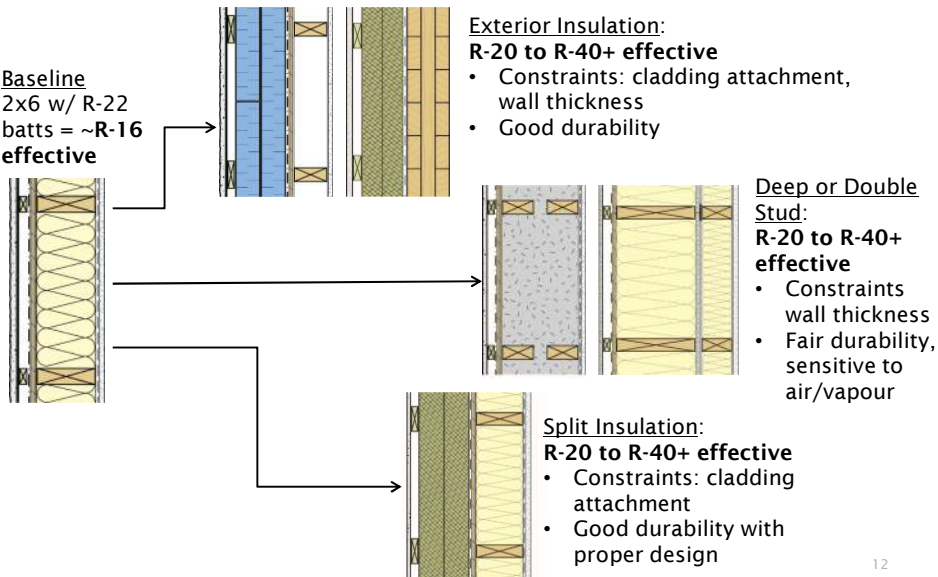 Baseline
2x6 w/ R-22
batts = ~R-16
effective
Exterior Insulation:
R-20 to R-40+ effective
• Constraints: cladding attachment,
wall thickness
• Good durability
Deep or Double
Stud:
R-20 to R-40+
effective
• Constraints
wall thickness
• Fair durability,
sensitive to
air/vapour
Split Insulation:
R-20 to R-40+ effective
• Constraints: cladding
attachment
• Good durability with
proper design
12